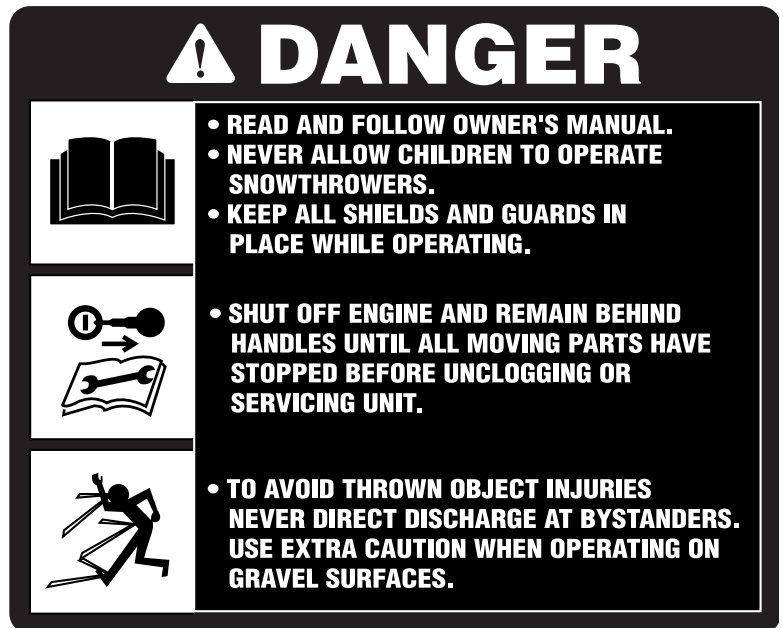 DANGER
• READ AND FOLLOW OWNER'S MANUAL.
• NEVER ALLOW CHILDREN TO OPERATE
SNOWTHROWERS.
• KEEP ALL SHIELDS AND GUARDS IN
PLACE WHILE OPERATING.
• SHUT OFF ENGINE AND REMAIN BEHIND
HANDLES UNTIL ALL MOVING PARTS HAVE
STOPPED BEFORE UNCLOGGING OR
SERVICING UNIT.
• TO AVOID THROWN OBJECT INJURIES
NEVER DIRECT DISCHARGE AT BYSTANDERS.
USE EXTRA CAUTION WHEN OPERATING ON
GRAVEL SURFACES.